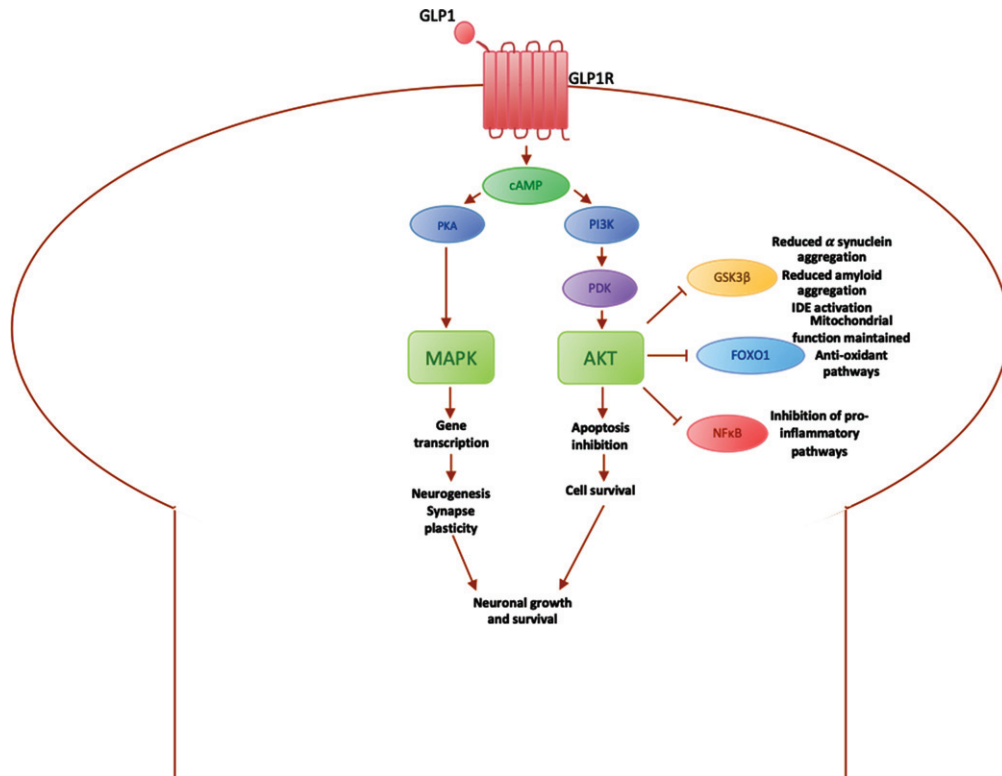 GLP1
GLP1R
cAMP
PKA
PI3K
PDK
MAPK
AKT
GSK3β
Reduced α synuclein
aggregation
Reduced amyloid
aggregation
IDE activation
FOXO1
Mitochondrial
function maintained
Anti-oxidant
pathways
NFκB
Inhibition of pro-
inflammatory
pathways
Gene
transcription
Apoptosis
inhibition
Neurogenesis
Synapse
plasticity
Cell survival
Neuronal growth
and survival